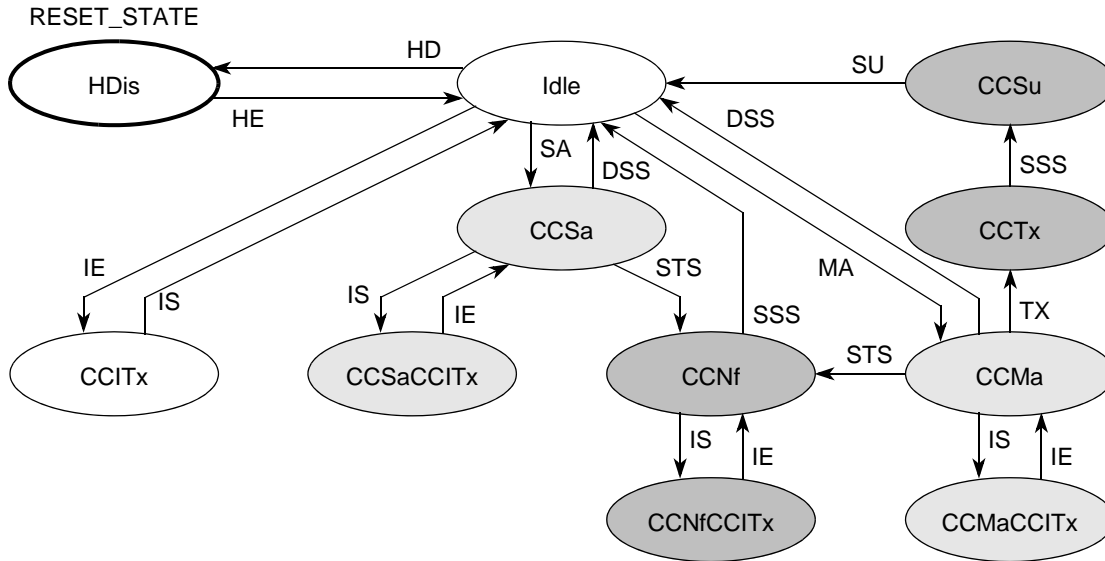 RESET_STATE
HDis
HD
HE
Idle
SU
CCSu
SA
DSS
DSS
SSS
CCSa
CCTx
IE
IS
IS
IE
STS
MA
SSS
TX
CCITx
CCSaCCITx
CCNf
STS
CCMa
IS
IE
IS
IE
CCNfCCITx
CCMaCCITx